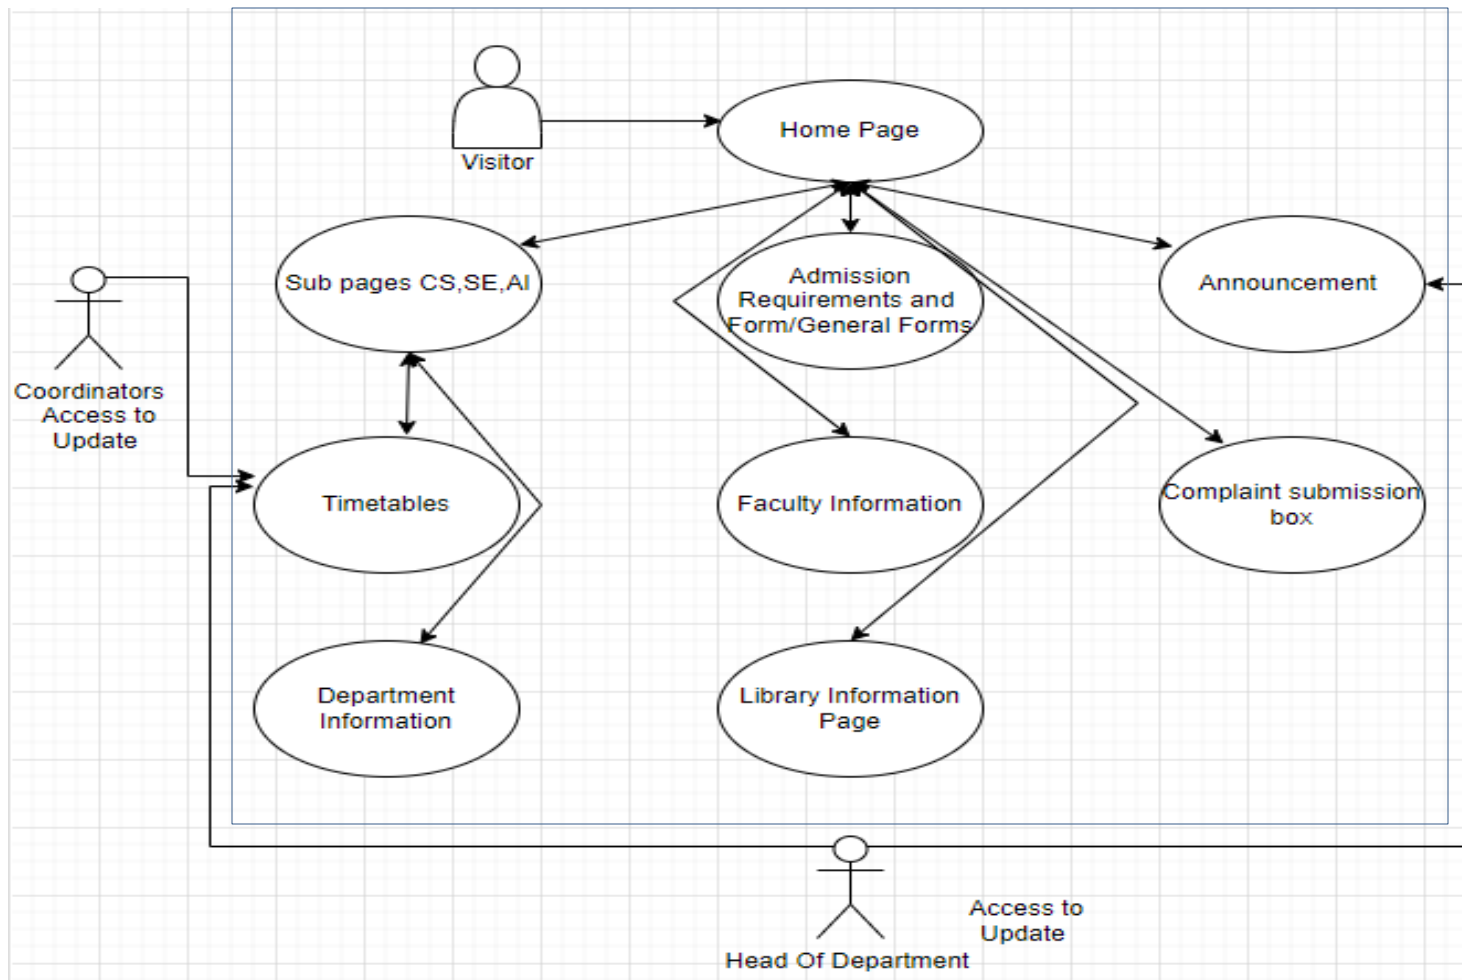 Home Page
Visitor
Sub pages CS,SE,AI
Admission
Requirements and
Form/General Forms
Announcement
Coordinators
Access to
Update
Timetables
Faculty Information
Complaint submission
box
Department
Information
Library Information
Page
Access to
Update
Head Of Department